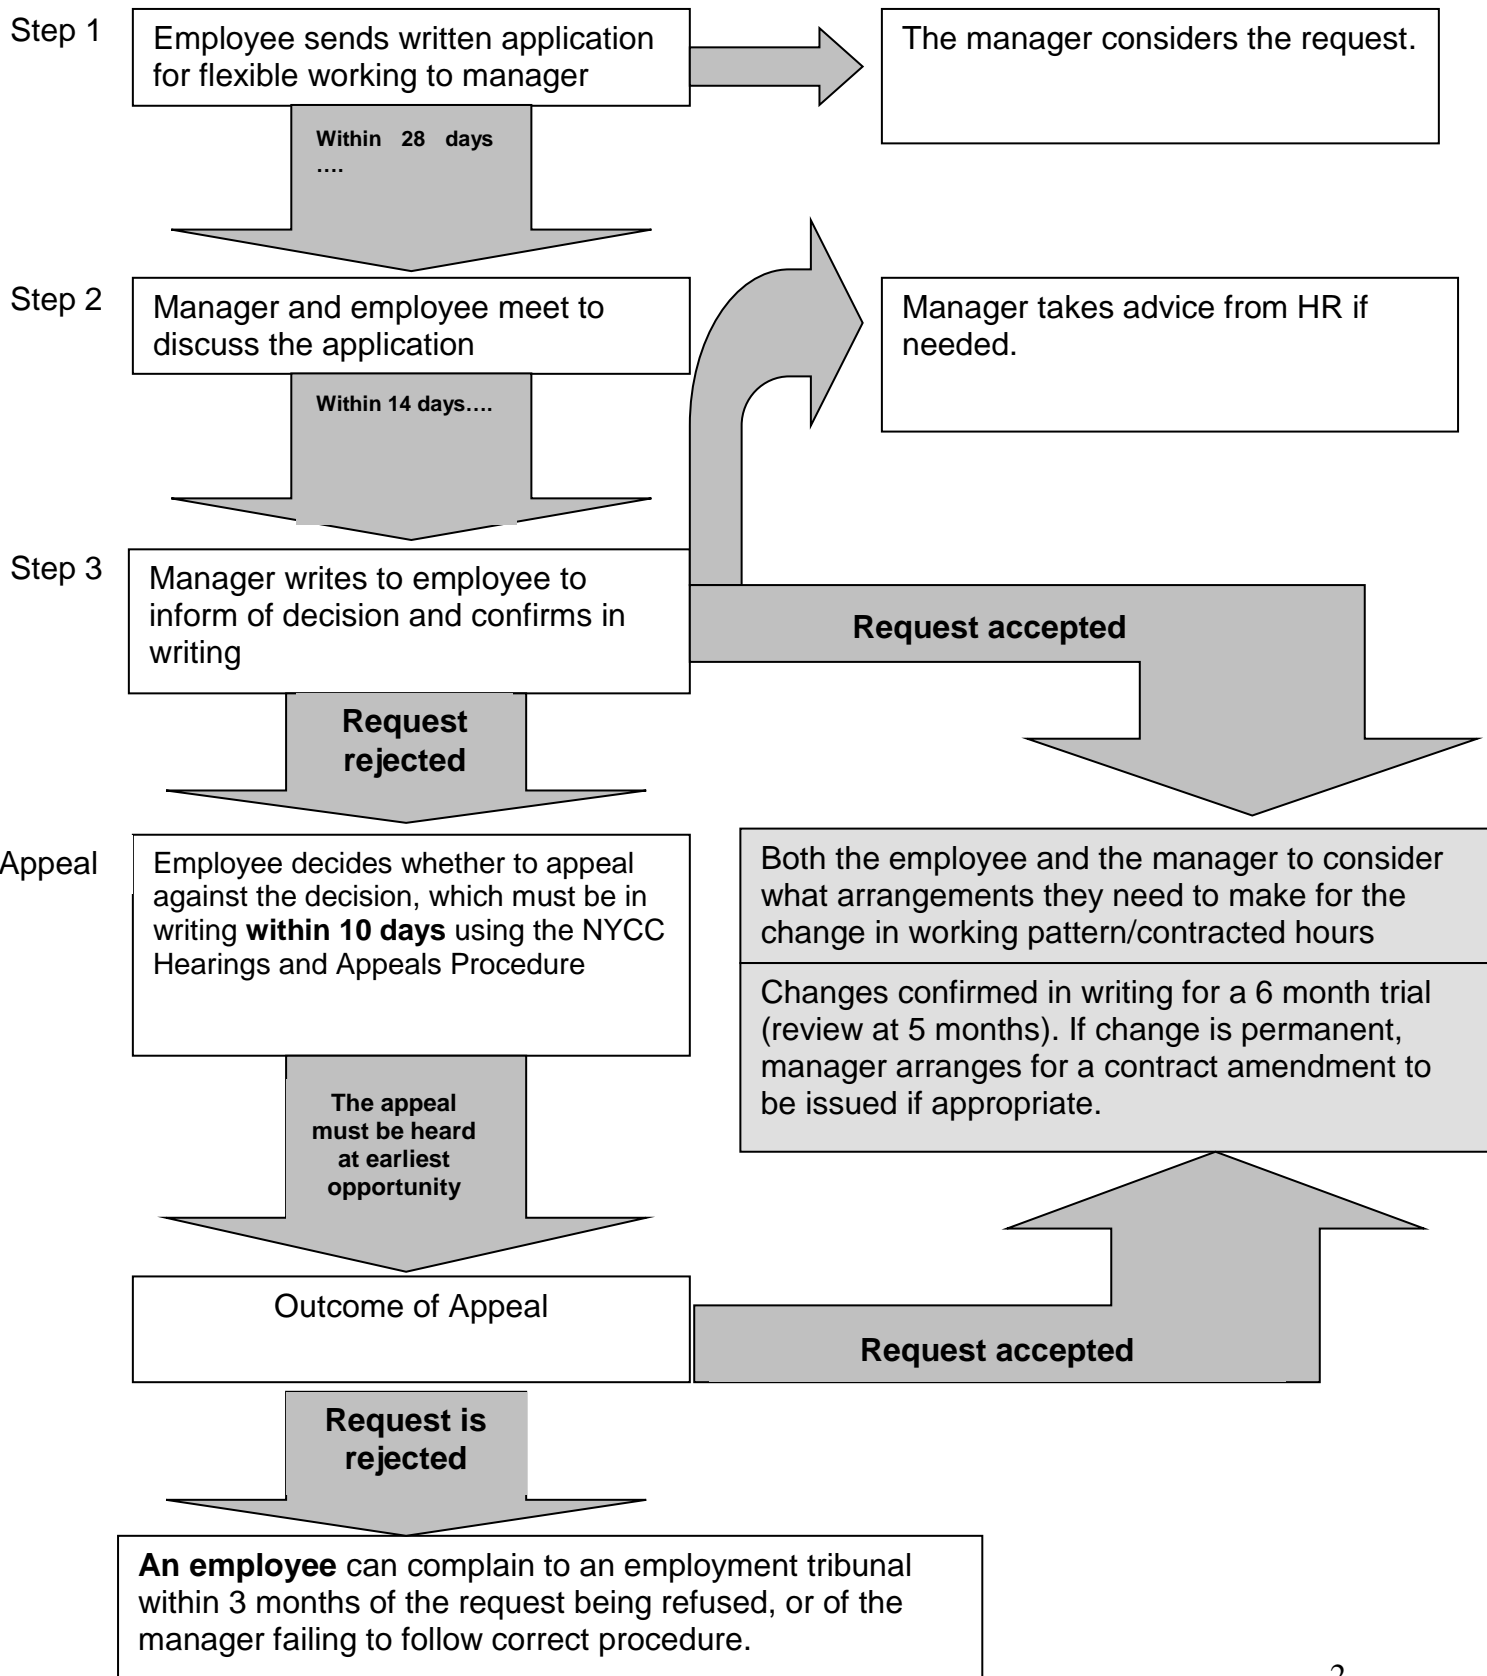 Step 1
Employee sends written application
for flexible working to manager
The manager considers the request.
Within 28 days
….
Step 2
Manager and employee meet to
discuss the application
Manager takes advice from HR if
needed.
Within 14 days….
Step 3
Manager writes to employee to
inform of decision and confirms in
writing
Request accepted
Request
rejected
Appeal
Employee decides whether to appeal
against the decision, which must be in
writing within 10 days using the NYCC
Hearings and Appeals Procedure
Both the employee and the manager to consider
what arrangements they need to make for the
change in working pattern/contracted hours
Changes confirmed in writing for a 6 month trial
(review at 5 months). If change is permanent,
manager arranges for a contract amendment to
be issued if appropriate.
The appeal
must be heard
at earliest
opportunity
Outcome of Appeal
Request accepted
Request is
rejected
An employee can complain to an employment tribunal
within 3 months of the request being refused, or of the
manager failing to follow correct procedure.
2